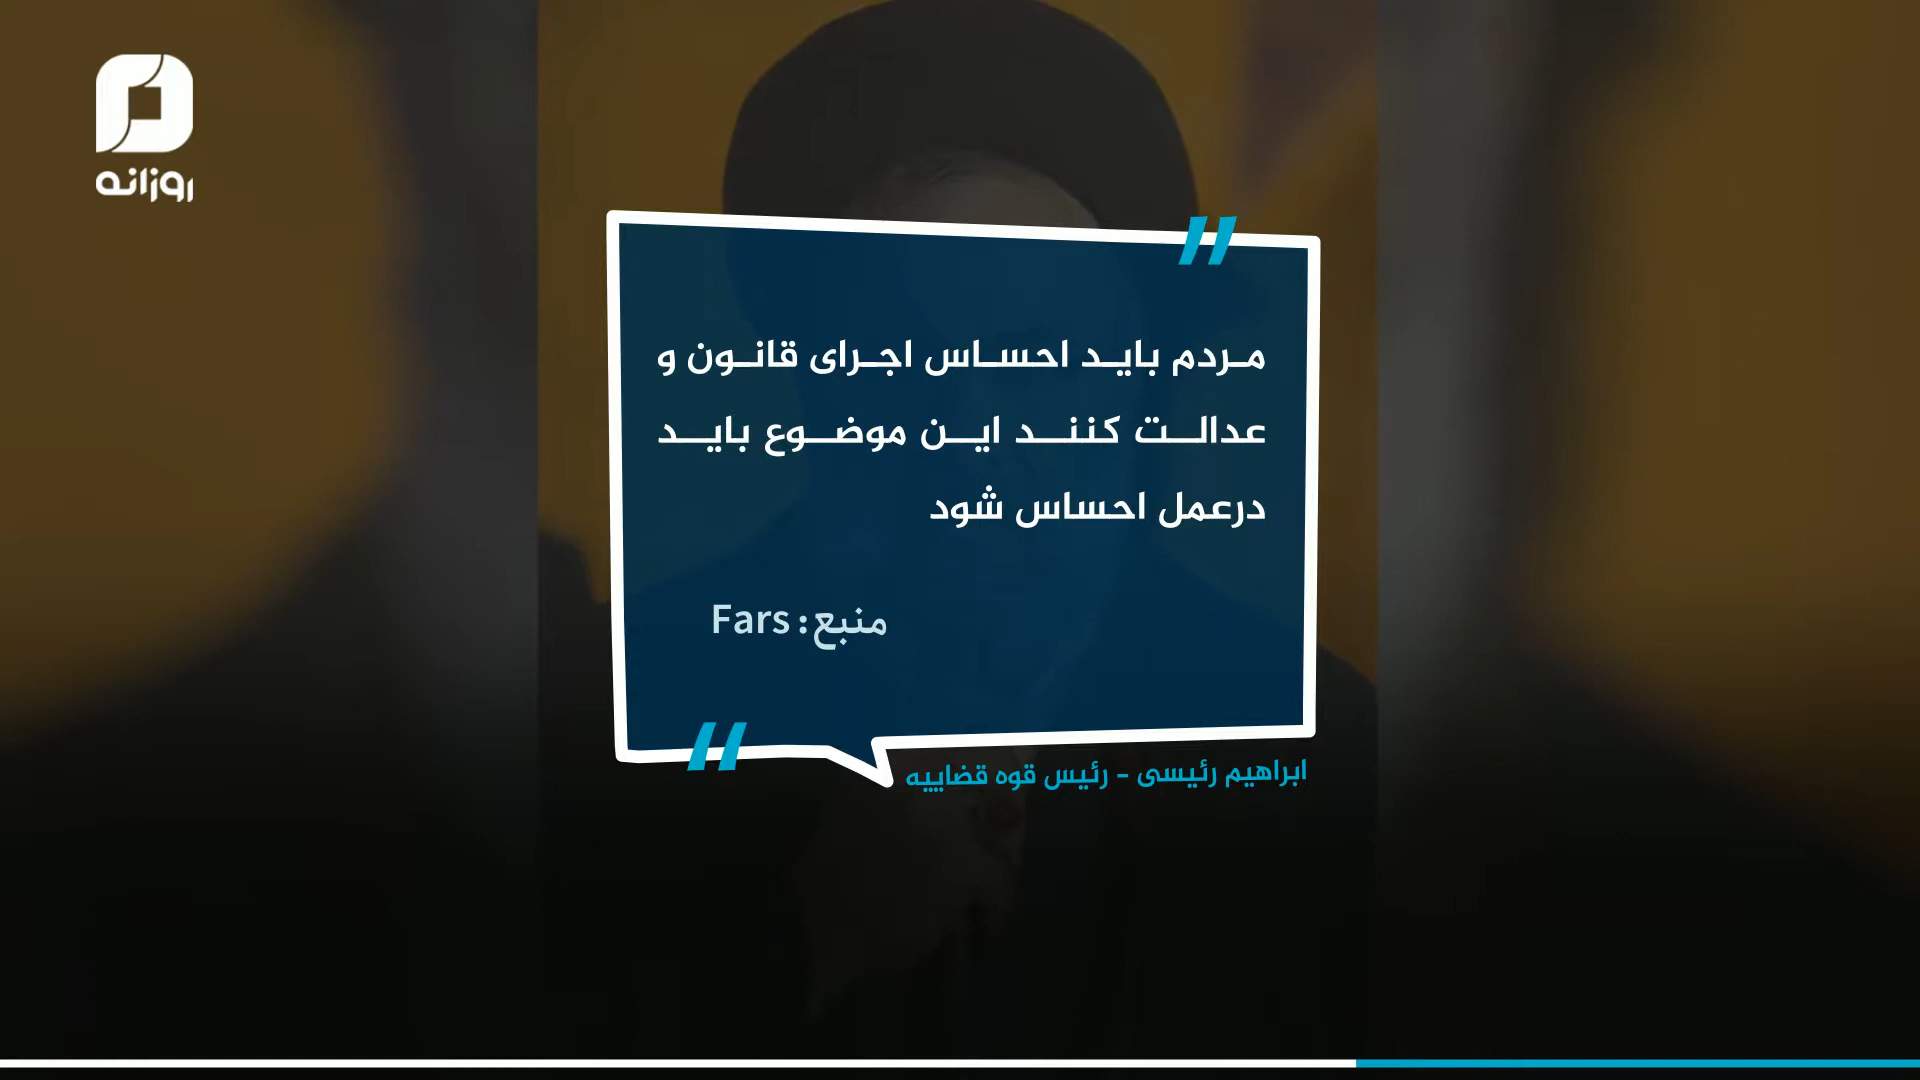 روزانه
مردم باید احساس اجرای قانون و
عدالت کنند این موضوع باید
درعمل احساس شود
منبع: Fars
ابراهیم رئیسی - رئیس قوه قضاییه